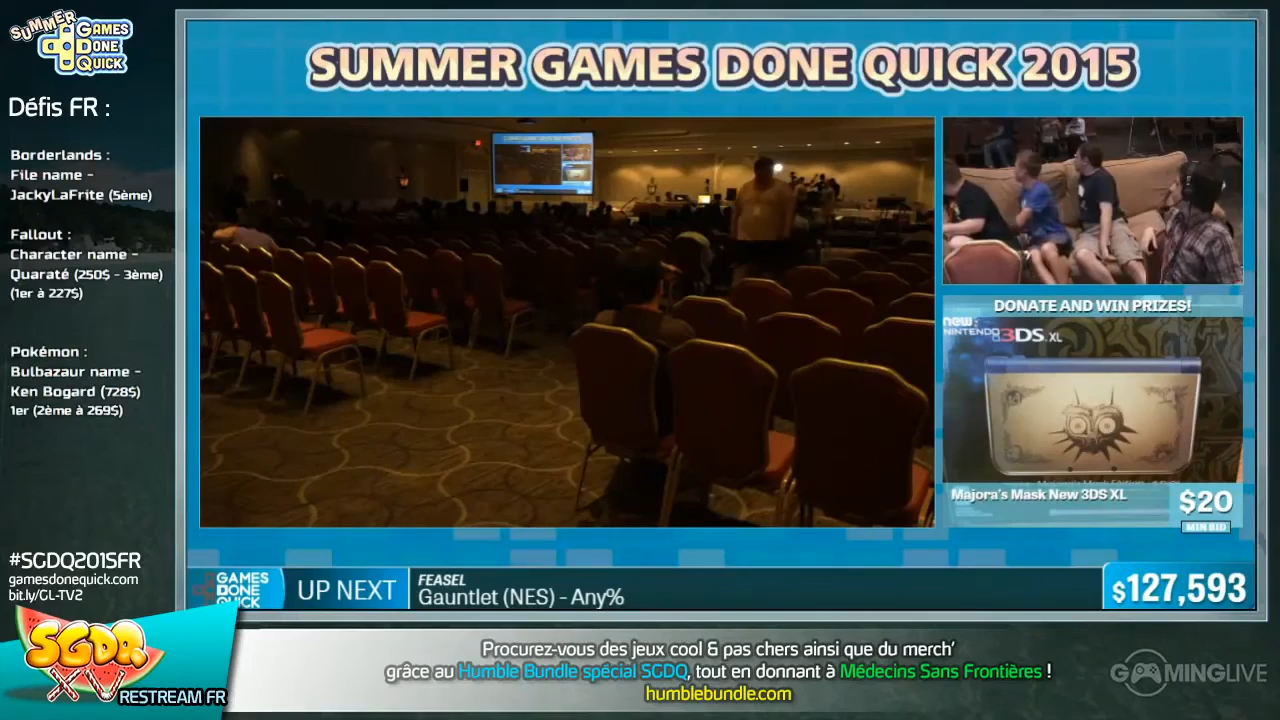 SUMMER
GAMES
DONE
QUICK
Défis FR :
Borderlands :
File name -
JackyLaFrite (5ème)
Fallout :
Character name -
Quaraté (250$ - 3ème)
(1er à 227$)
Pokémon :
Bulbazaur name -
Ken Bogard (728$)
1er (2ème à 269$)
#SGDQ2015FR
gamesdonequick.com
bit.ly/GL-TV2
SGDQ
RESTREAM FR
SUMMER GAMES DONE QUICK 2015
DONATE AND WIN PRIZES!
new
NINTENDO 3DS XL
Majora's Mask New 3DS XL
$20
MIN BID
GAMES
DONE
QUICK
UP NEXT
FEASEL
Gauntlet (NES) - Any%
$127,593
Procurez-vous des jeux cool & pas chers ainsi que du merch'
grâce au Humble Bundle spécial SGDQ, tout en donnant à Médecins Sans Frontières !
humblebundle.com
GAMINGLIVE